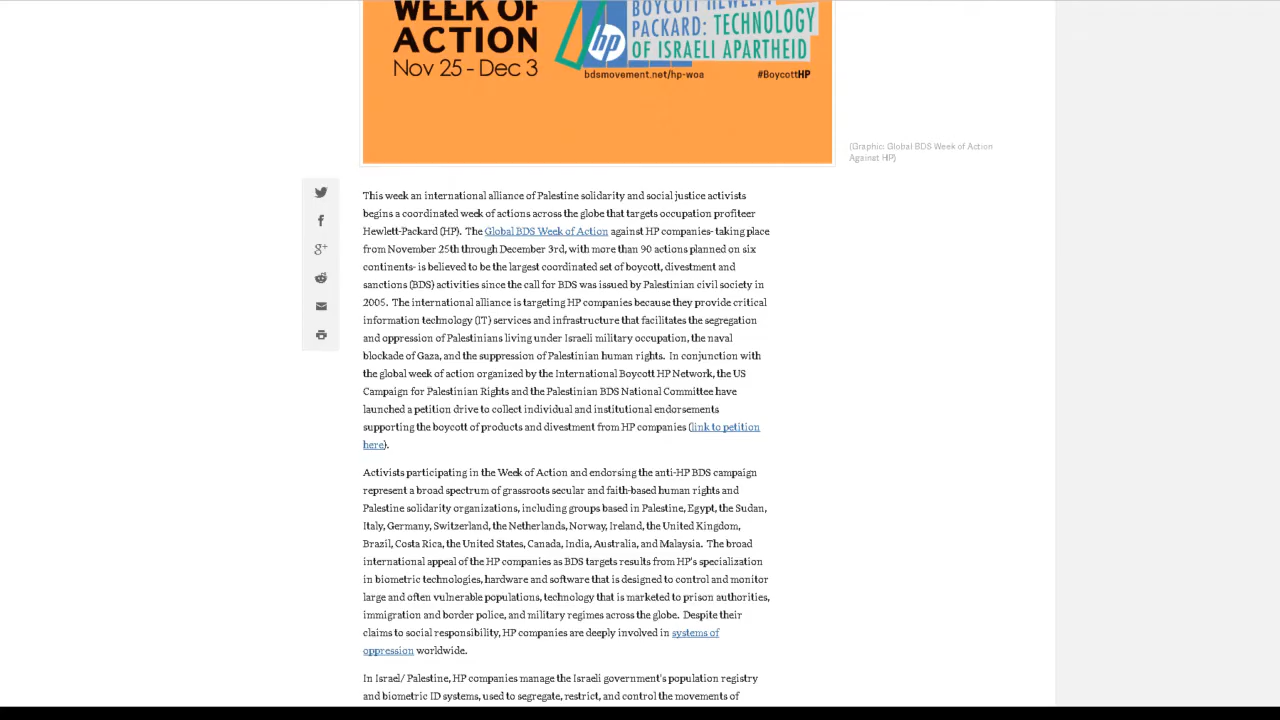 WEEK OF
ACTION
Nov 25 - Dec 3
BOYCOTT HEWLETT
PACKARD: TECHNOLOGY
OF ISRAELI APARTHEID
hp
bdsmovement.net/hp-woa
#BoycottHP
(Graphic: Global BDS Week of Action
Against HP)
This week an international alliance of Palestine solidarity and social justice activists
begins a coordinated week of actions across the globe that targets occupation profiteer
Hewlett-Packard (HP).  The Global BDS Week of Action against HP companies- taking place
from November 25th through December 3rd, with more than 90 actions planned on six
continents- is believed to be the largest coordinated set of boycott, divestment and
sanctions (BDS) activities since the call for BDS was issued by Palestinian civil society in
2005.  The international alliance is targeting HP companies because they provide critical
information technology (IT) services and infrastructure that facilitates the segregation
and oppression of Palestinians living under Israeli military occupation, the naval
blockade of Gaza, and the suppression of Palestinian human rights.  In conjunction with
the global week of action organized by the International Boycott HP Network, the US
Campaign for Palestinian Rights and the Palestinian BDS National Committee have
launched a petition drive to collect individual and institutional endorsements
supporting the boycott of products and divestment from HP companies (link to petition
here).
Activists participating in the Week of Action and endorsing the anti-HP BDS campaign
represent a broad spectrum of grassroots secular and faith-based human rights and
Palestine solidarity organizations, including groups based in Palestine, Egypt, the Sudan,
Italy, Germany, Switzerland, the Netherlands, Norway, Ireland, the United Kingdom,
Brazil, Costa Rica, the United States, Canada, India, Australia, and Malaysia.  The broad
international appeal of the HP companies as BDS targets results from HP's specialization
in biometric technologies, hardware and software that is designed to control and monitor
large and often vulnerable populations, technology that is marketed to prison authorities,
immigration and border police, and military regimes across the globe.  Despite their
claims to social responsibility, HP companies are deeply involved in systems of
oppression worldwide.
In Israel/ Palestine, HP companies manage the Israeli government's population registry
and biometric ID systems, used to segregate, restrict, and control the movements of